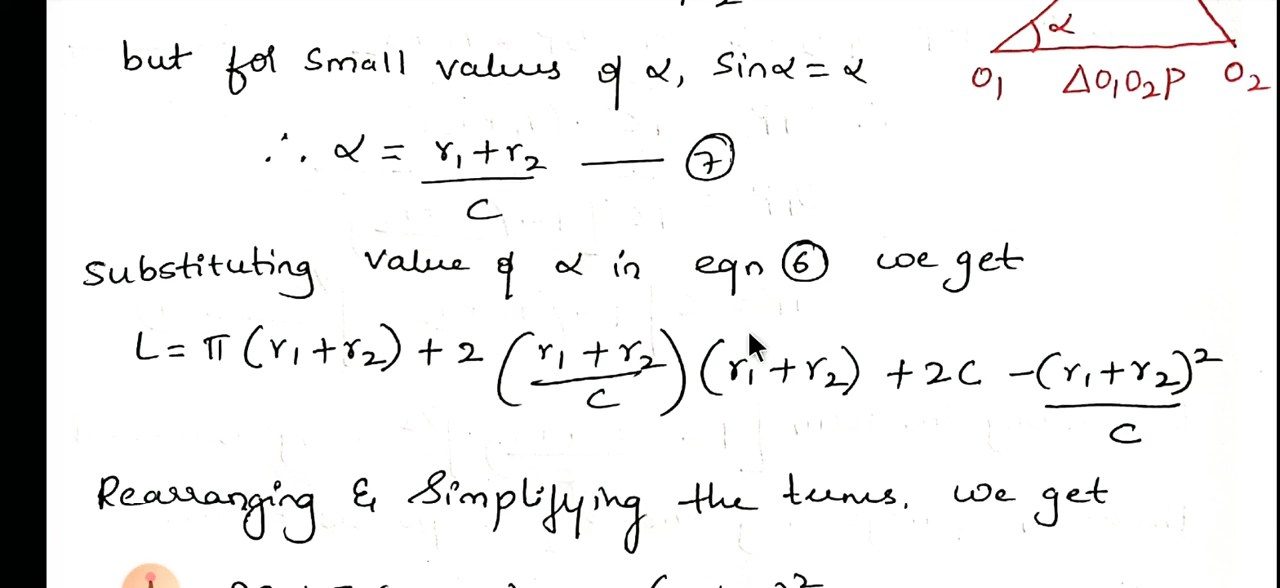 α
but for small values of α, sinα = α
O₁ ΔO₁O₂P O₂
∴ α = r₁ + r₂ / C —— ⑦
substituting value of α in eqn ⑥ we get
L = π (r₁ + r₂) + 2 (r₁ + r₂ / C) (r₁ + r₂) + 2C - (r₁ + r₂)² / C
Rearranging & Simplifying the terms, we get